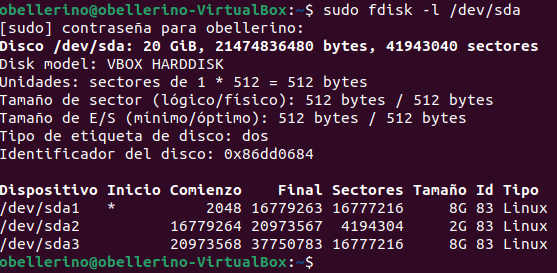 obellerino@obellerino-VirtualBox:~$ sudo fdisk -l /dev/sda
[sudo] contraseña para obellerino:
Disco /dev/sda: 20 GiB, 21474836480 bytes, 41943040 sectores
Disk model: VBOX HARDDISK
Unidades: sectores de 1 * 512 = 512 bytes
Tamaño de sector (lógico/físico): 512 bytes / 512 bytes
Tamaño de E/S (mínimo/óptimo): 512 bytes / 512 bytes
Tipo de etiqueta de disco: dos
Identificador del disco: 0x86dd0684

Dispositivo Inicio Comienzo    Final Sectores Tamaño Id Tipo
/dev/sda1   *          2048 16779263 16777216     8G 83 Linux
/dev/sda2          16779264 20973567  4194304     2G 83 Linux
/dev/sda3          20973568 37750783 16777216     8G 83 Linux
obellerino@obellerino-VirtualBox:~$